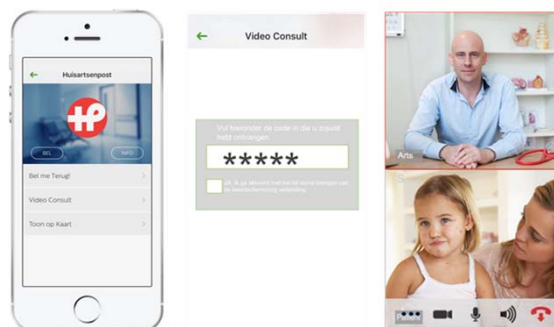 Huisartsenpost
HP
BEL
INFO
Bel me Terug!
Video Consult
Toon op Kaart
Video Consult
Vul hieronder de code in die u zojuist
hebt ontvangen.
*****
Arts